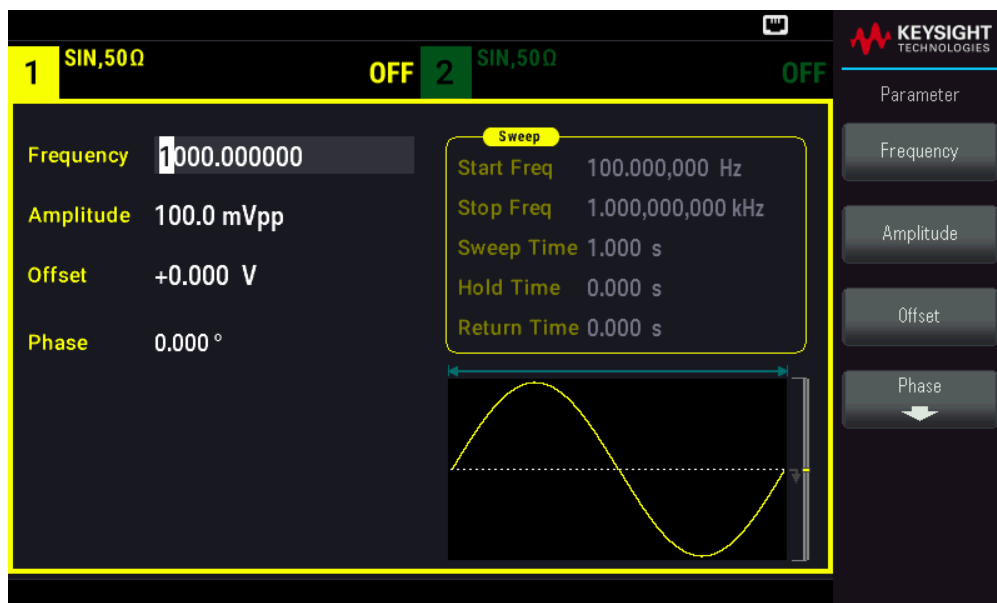 KEYSIGHT
TECHNOLOGIES
1 SIN,50Ω OFF
2 SIN,50Ω OFF
Frequency 1000.000000
Amplitude 100.0 mVpp
Offset +0.000 V
Phase 0.000 °
Sweep
Start Freq 100.000,000 Hz
Stop Freq 1.000,000,000 kHz
Sweep Time 1.000 s
Hold Time 0.000 s
Return Time 0.000 s
Parameter
Frequency
Amplitude
Offset
Phase